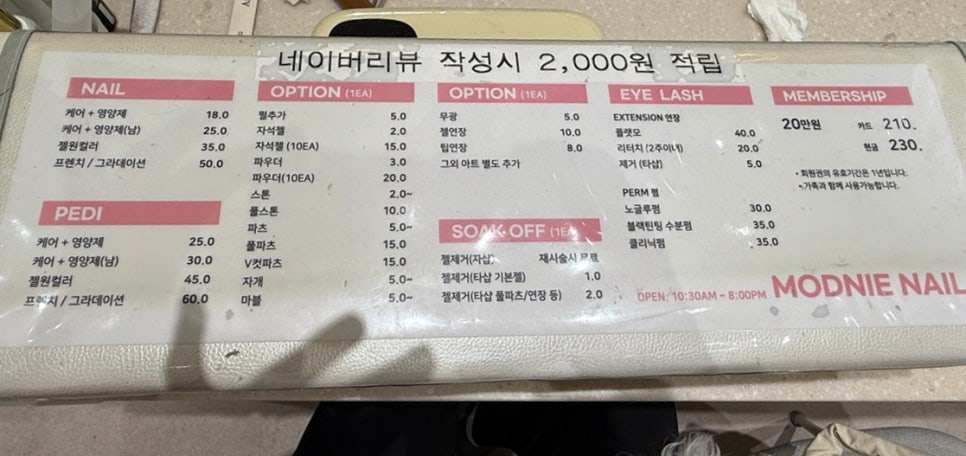 네이버리뷰 작성시 2,000원 적립
NAIL
케어 + 영양제 18.0
케어 + 영양제(남) 25.0
젤원컬러 35.0
프렌치 / 그라데이션 50.0
PEDI
케어 + 영양제 25.0
케어 + 영양제(남) 30.0
젤원컬러 45.0
프렌치 / 그라데이션 60.0
OPTION (1EA)
펄추가 5.0
자석젤 2.0
자석젤 (10EA) 15.0
파우더 3.0
파우더(10EA) 20.0
스톤 2.0~
풀스톤 10.0
파츠 5.0~
풀파츠 15.0
V컷파츠 15.0
자개 5.0~
마블 5.0~
OPTION (1EA)
무광 5.0
젤연장 10.0
팁연장 8.0
그외 아트 별도 추가
SOAK OFF (1EA)
젤제거(자샵) 재시술시 무료
젤제거(타샵 기본젤) 1.0
젤제거(타샵 풀파츠/연장 등) 2.0
EYE LASH
EXTENSION 연장
플랫모 40.0
리터치 (2주이내) 20.0
제거 (타샵) 5.0
PERM 펌
노글루펌 30.0
블랙틴팅 수분펌 35.0
클리닉펌 35.0
MEMBERSHIP
20만원 카드 210.
현금 230.
• 회원권의 유효기간은 1년입니다.
• 가족과 함께 사용가능합니다.
OPEN: 10:30AM ~ 8:00PM MODNIE NAIL